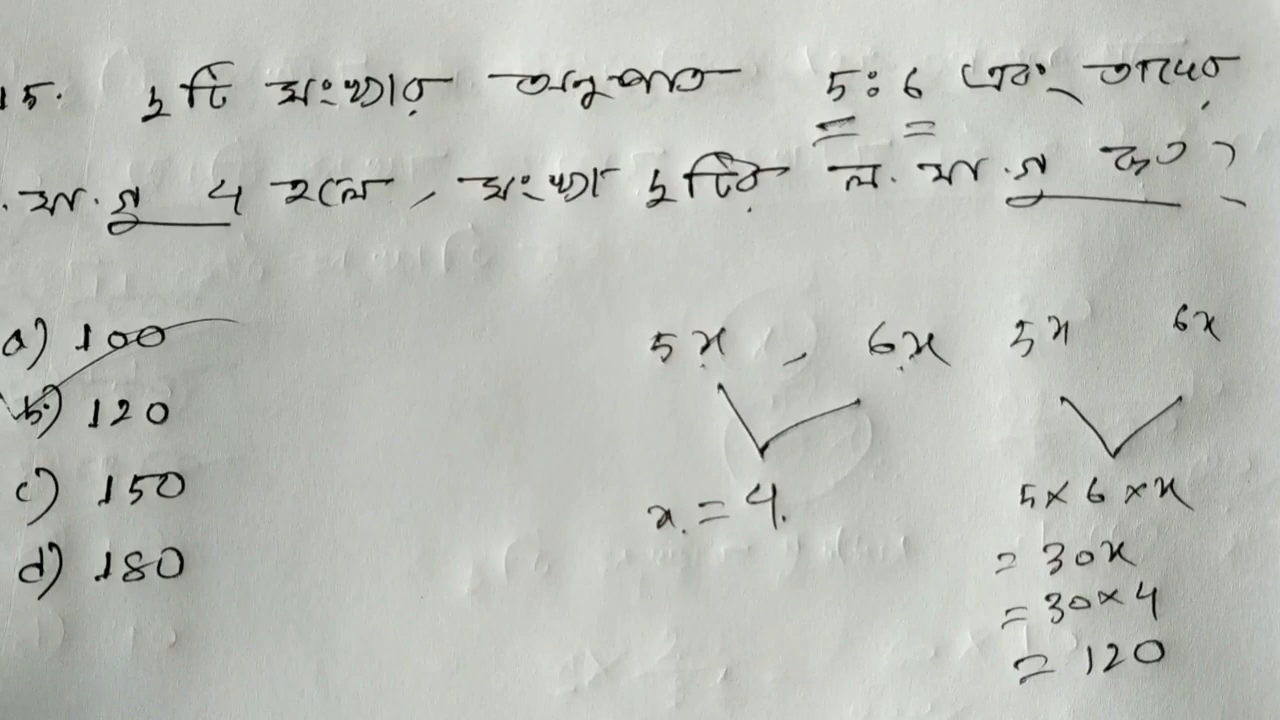 15. দুটি সংখ্যার অনুপাত 5:6 এবং তাদের
. সা.গু 4 হলে, সংখ্যা দুটির ল. সা.গু কত?
a) 100
b) 120
c) 150
d) 180
5x , 6x
x = 4.
5x 6x
5 × 6 × x
= 30x
= 30 × 4
= 120